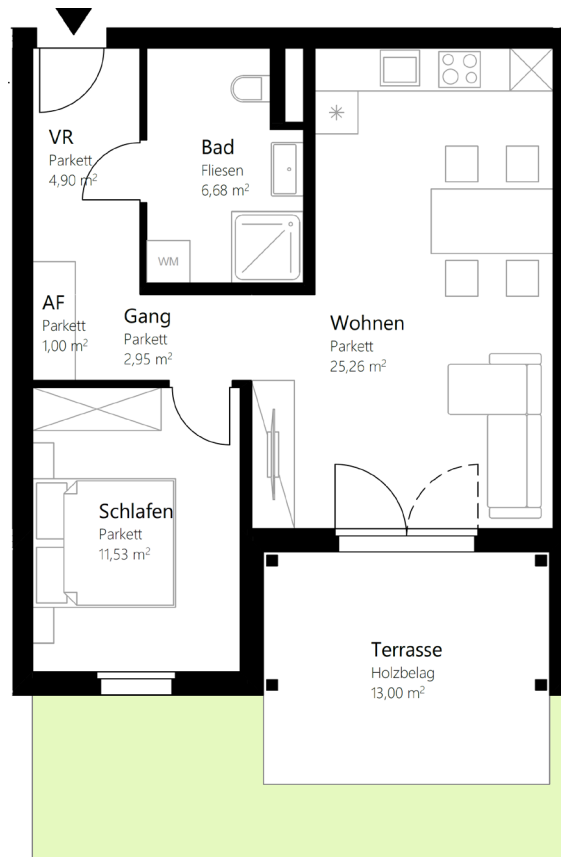 VR
Parkett
4,90 m²
Bad
Fliesen
6,68 m²
WM
AF
Parkett
1,00 m²
Gang
Parkett
2,95 m²
Wohnen
Parkett
25,26 m²
Schlafen
Parkett
11,53 m²
Terrasse
Holzbelag
13,00 m²